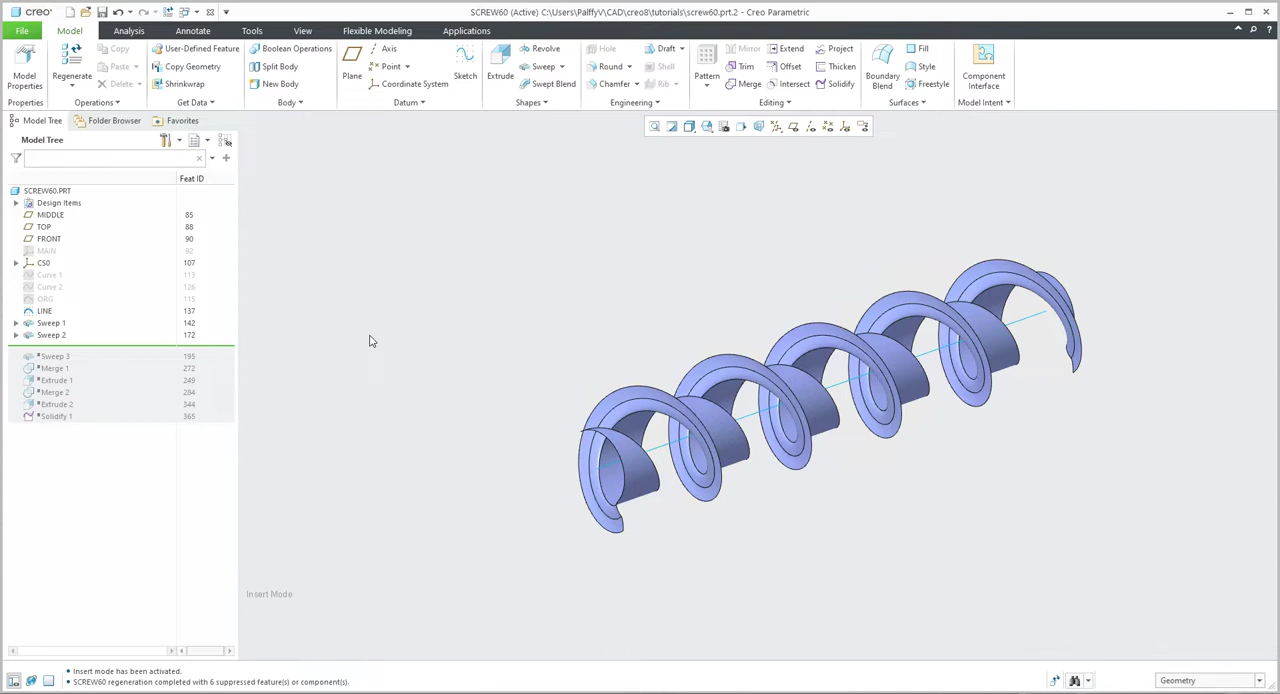 creo
SCREW60 (Active) C:\Users\PalffyV\CAD\creo8\tutorials\screw60.prt.2 - Creo Parametric
File Model Analysis Annotate Tools View Flexible Modeling Applications
Model Properties
Properties
Regenerate
Copy
Paste
Delete
Operations
User-Defined Feature
Copy Geometry
Shrinkwrap
Get Data
Boolean Operations
Split Body
New Body
Body
Plane
Axis
Point
Coordinate System
Sketch
Datum
Extrude
Revolve
Sweep
Swept Blend
Shapes
Hole
Round
Chamfer
Draft
Shell
Rib
Engineering
Pattern
Mirror
Trim
Merge
Extend
Offset
Intersect
Project
Thicken
Solidify
Editing
Boundary Blend
Fill
Style
Freestyle
Surfaces
Component Interface
Model Intent
Model Tree Folder Browser Favorites
Model Tree
Feat ID
SCREW60.PRT
Design Items
MIDDLE 85
TOP 88
FRONT 90
MAIN 92
CS0 107
Curve 1 113
Curve 2 126
ORG 115
LINE 137
Sweep 1 142
Sweep 2 172
Sweep 3 195
Merge 1 272
Extrude 1 249
Merge 2 284
Extrude 2 344
Solidify 1 365
Insert Mode
• Insert mode has been activated.
• SCREW60 regeneration completed with 6 suppressed feature(s) or component(s).
Geometry